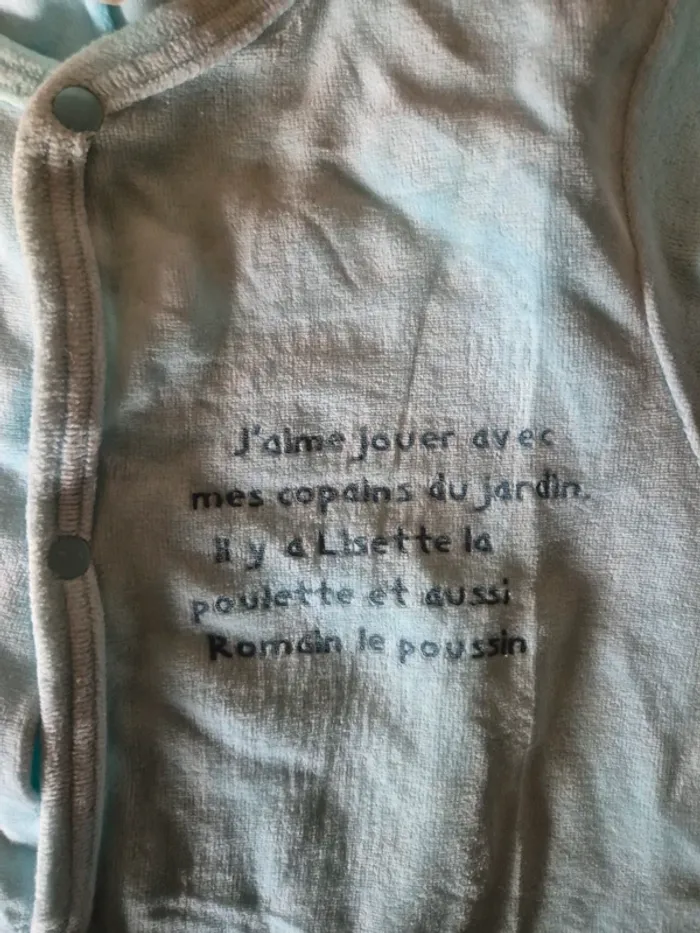 J'aime jouer avec
mes copains du jardin.
Il y a Lisette la
poulette et aussi
Romain le poussin